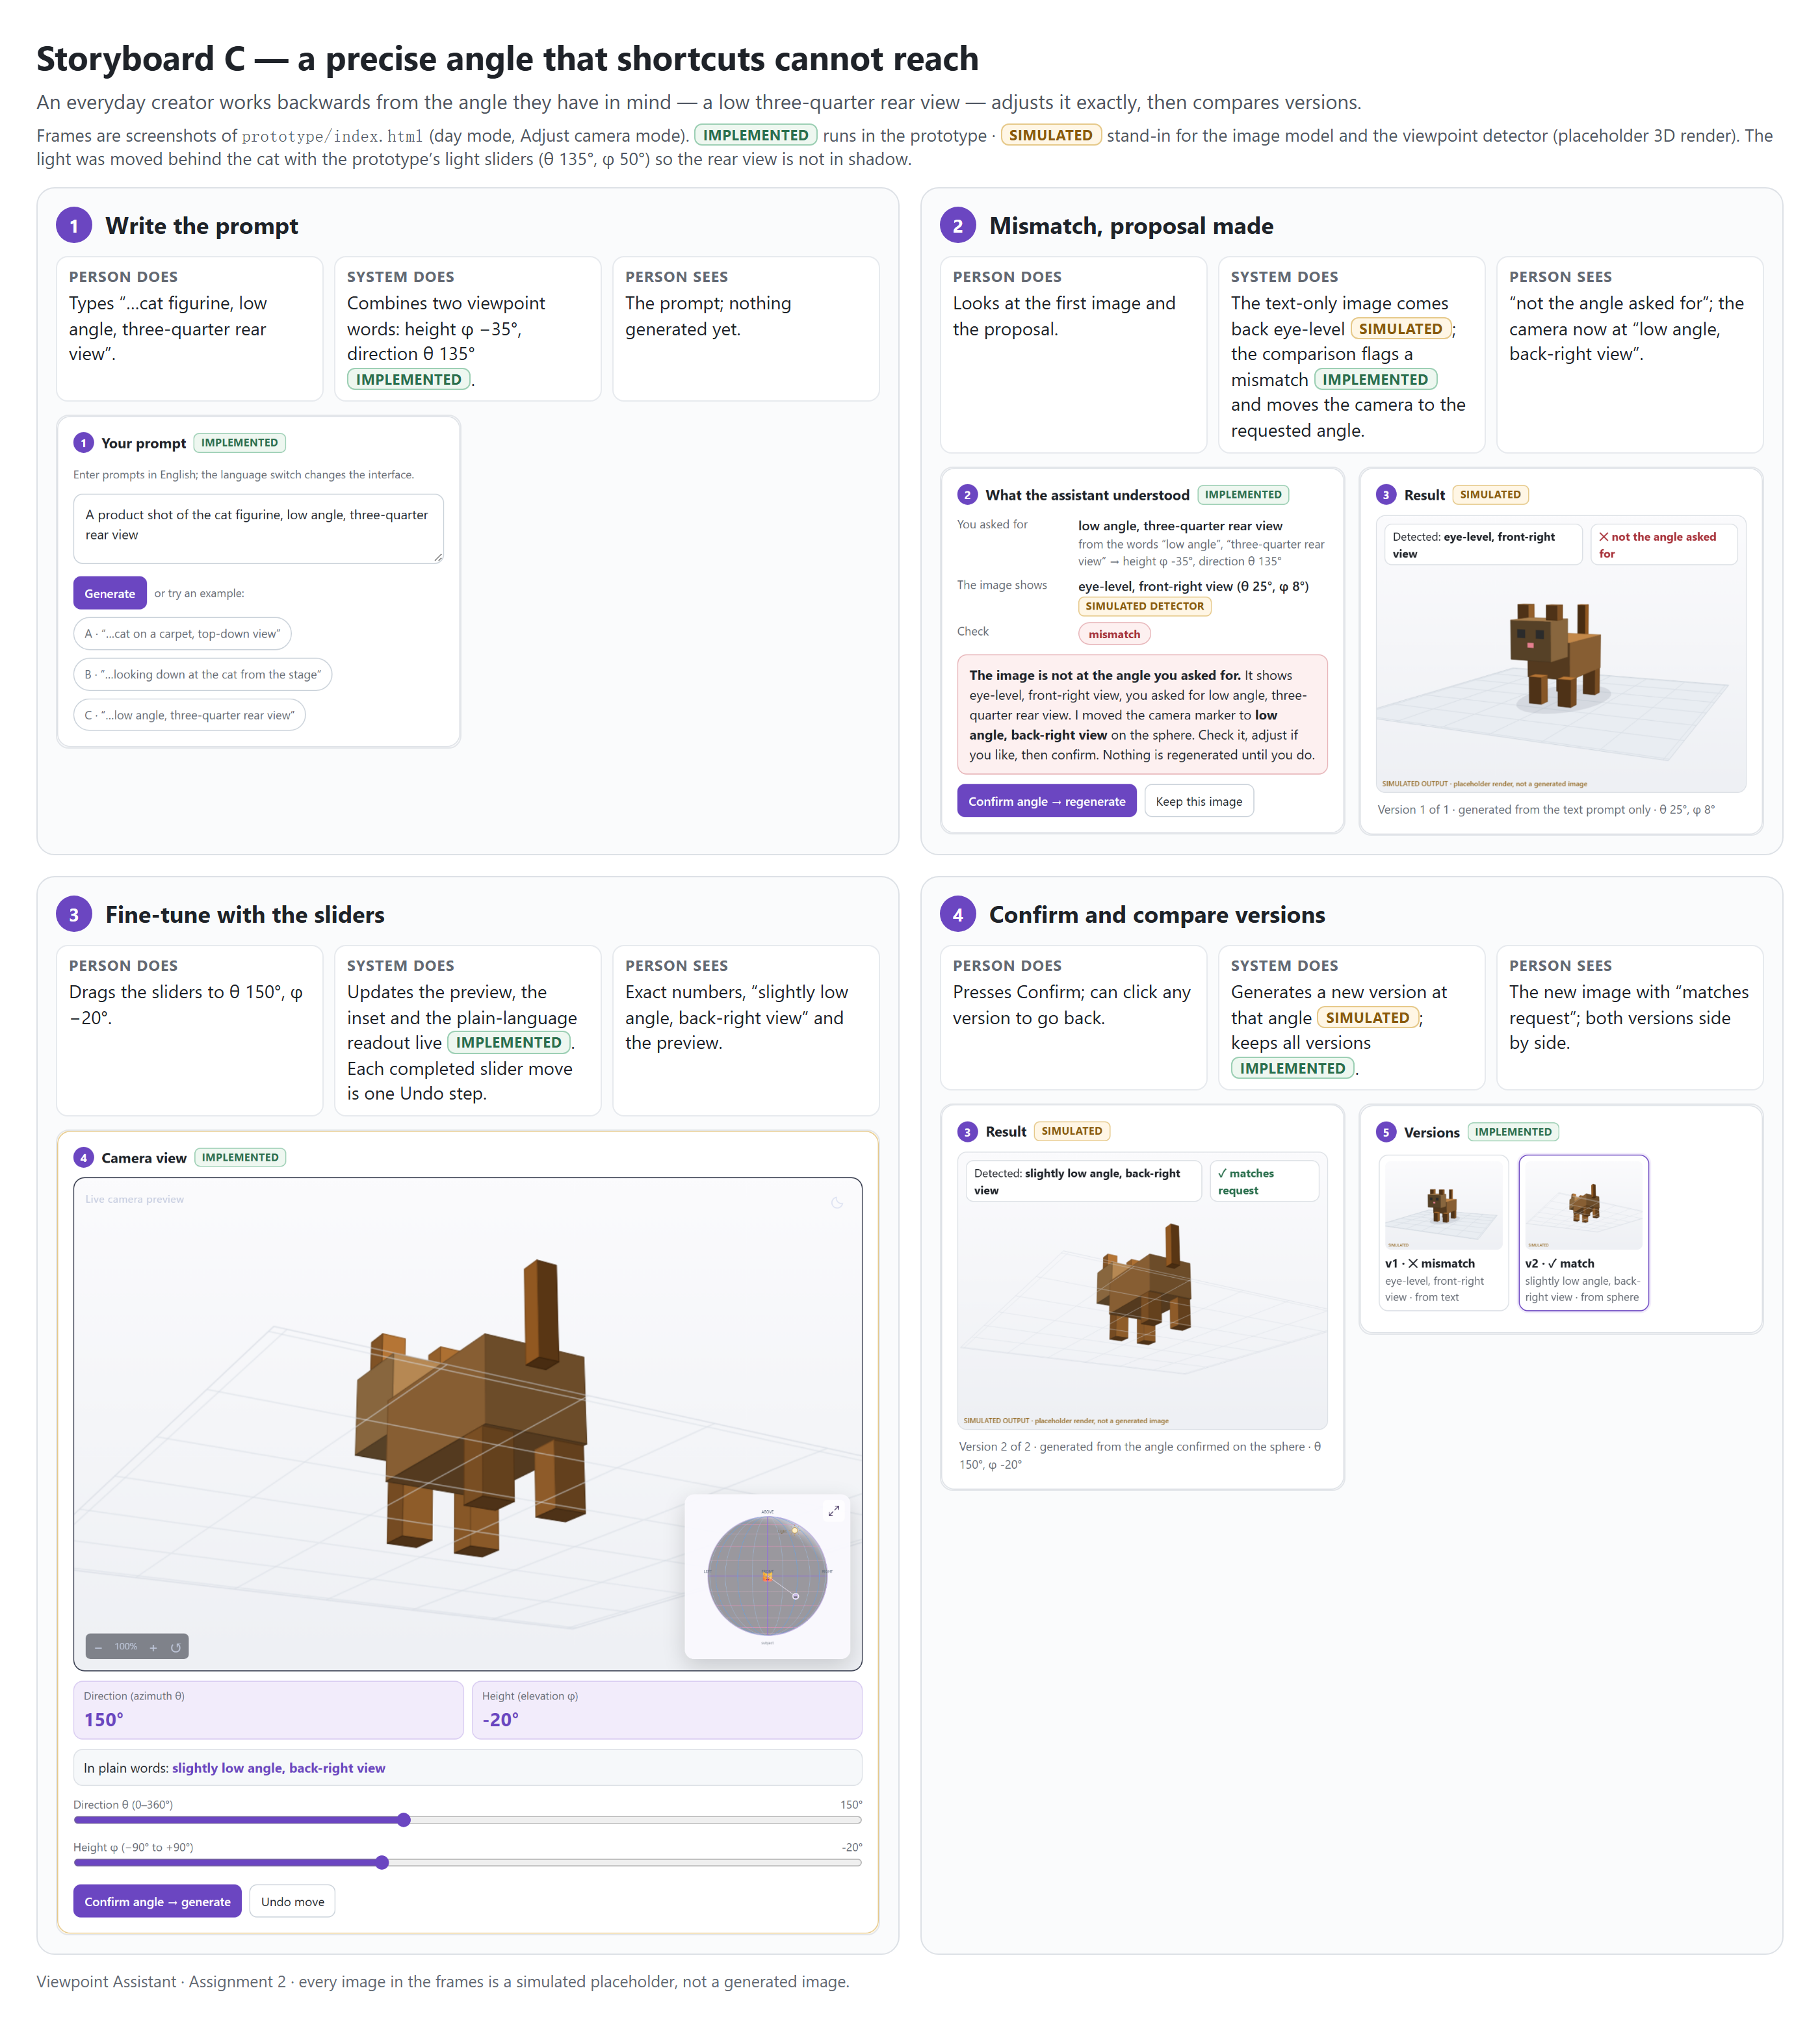 Storyboard C — a precise angle that shortcuts cannot reach
An everyday creator works backwards from the angle they have in mind — a low three-quarter rear view — adjusts it exactly, then compares versions.
Frames are screenshots of prototype/index.html (day mode, Adjust camera mode). IMPLEMENTED runs in the prototype · SIMULATED stand-in for the image model and the viewpoint detector (placeholder 3D render). The
light was moved behind the cat with the prototype’s light sliders (θ 135°, φ 50°) so the rear view is not in shadow.
1 Write the prompt
PERSON DOES
Types “…cat figurine, low
angle, three-quarter rear
view”.
SYSTEM DOES
Combines two viewpoint
words: height φ −35°,
direction θ 135°
IMPLEMENTED.
PERSON SEES
The prompt; nothing
generated yet.
1 Your prompt IMPLEMENTED
Enter prompts in English; the language switch changes the interface.
A product shot of the cat figurine, low angle, three-quarter
rear view
Generate or try an example:
A · “…cat on a carpet, top-down view”
B · “…looking down at the cat from the stage”
C · “…low angle, three-quarter rear view”
2 Mismatch, proposal made
PERSON DOES
Looks at the first image and
the proposal.
SYSTEM DOES
The text-only image comes
back eye-level SIMULATED;
the comparison flags a
mismatch IMPLEMENTED
and moves the camera to the
requested angle.
PERSON SEES
“not the angle asked for”; the
camera now at “low angle,
back-right view”.
2 What the assistant understood IMPLEMENTED
You asked for low angle, three-quarter rear view
from the words “low angle”, “three-quarter rear
view” → height φ -35°, direction θ 135°
The image shows eye-level, front-right view (θ 25°, φ 8°)
SIMULATED DETECTOR
Check mismatch
The image is not at the angle you asked for. It shows
eye-level, front-right view, you asked for low angle, three-
quarter rear view. I moved the camera marker to low
angle, back-right view on the sphere. Check it, adjust if
you like, then confirm. Nothing is regenerated until you do.
Confirm angle → regenerate Keep this image
3 Result SIMULATED
Detected: eye-level, front-right
view
✕ not the angle asked
for
SIMULATED OUTPUT · placeholder render, not a generated image
Version 1 of 1 · generated from the text prompt only · θ 25°, φ 8°
3 Fine-tune with the sliders
PERSON DOES
Drags the sliders to θ 150°, φ
−20°.
SYSTEM DOES
Updates the preview, the
inset and the plain-language
readout live IMPLEMENTED.
Each completed slider move
is one Undo step.
PERSON SEES
Exact numbers, “slightly low
angle, back-right view” and
the preview.
4 Camera view IMPLEMENTED
Live camera preview
ABOVE
− 100% + ↺
Direction (azimuth θ)
150°
Height (elevation φ)
-20°
In plain words: slightly low angle, back-right view
Direction θ (0–360°) 150°
Height φ (−90° to +90°) -20°
Confirm angle → generate Undo move
4 Confirm and compare versions
PERSON DOES
Presses Confirm; can click any
version to go back.
SYSTEM DOES
Generates a new version at
that angle SIMULATED;
keeps all versions
IMPLEMENTED.
PERSON SEES
The new image with “matches
request”; both versions side
by side.
3 Result SIMULATED
Detected: slightly low angle, back-right
view
✓ matches
request
SIMULATED OUTPUT · placeholder render, not a generated image
Version 2 of 2 · generated from the angle confirmed on the sphere · θ
150°, φ -20°
5 Versions IMPLEMENTED
SIMULATED
v1 · ✕ mismatch
eye-level, front-right
view · from text
SIMULATED
v2 · ✓ match
slightly low angle, back-
right view · from sphere
Viewpoint Assistant · Assignment 2 · every image in the frames is a simulated placeholder, not a generated image.